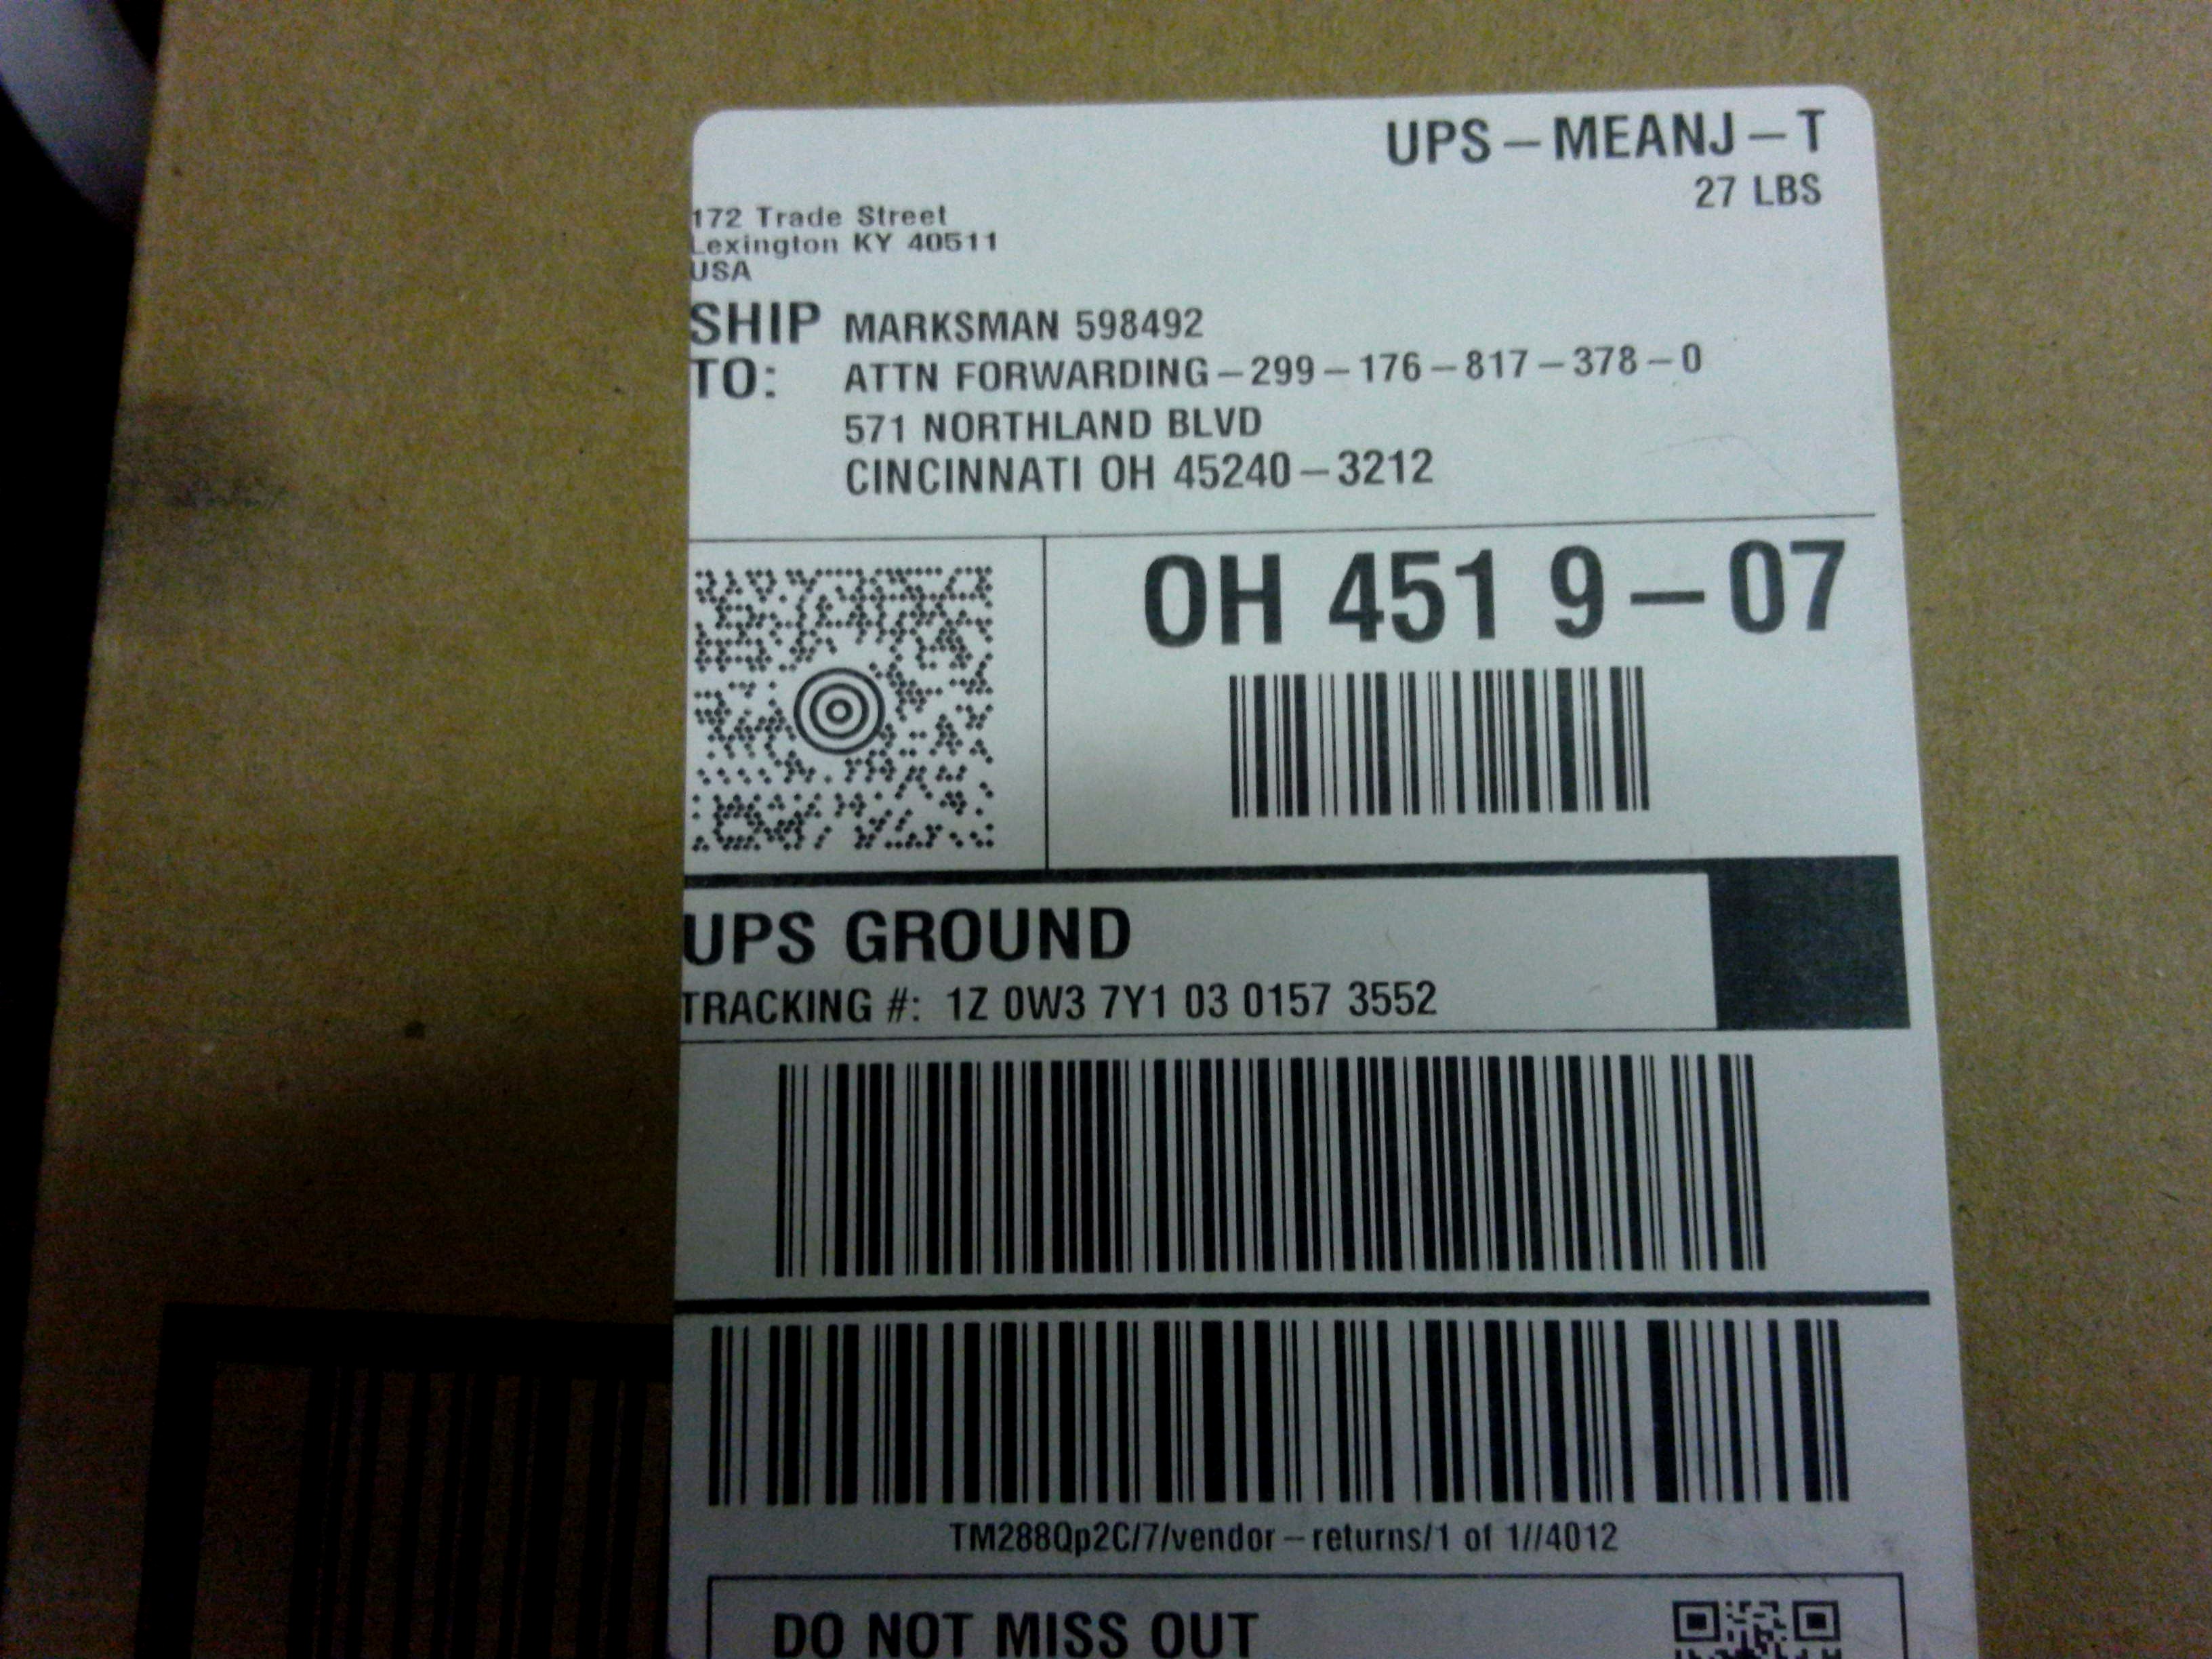 UPS-MEANJ-T
27 LBS
172 Trade Street
Lexington KY 40511
USA
SHIP TO:
MARKSMAN 598492
ATTN FORWARDING-299-176-817-378-0
571 NORTHLAND BLVD
CINCINNATI OH 45240-3212
OH 451 9-07
UPS GROUND
TRACKING #: 1Z 0W3 7Y1 03 0157 3552
TM288Qp2C/7/vendor-returns/1 of 1//4012
DO NOT MISS OUT